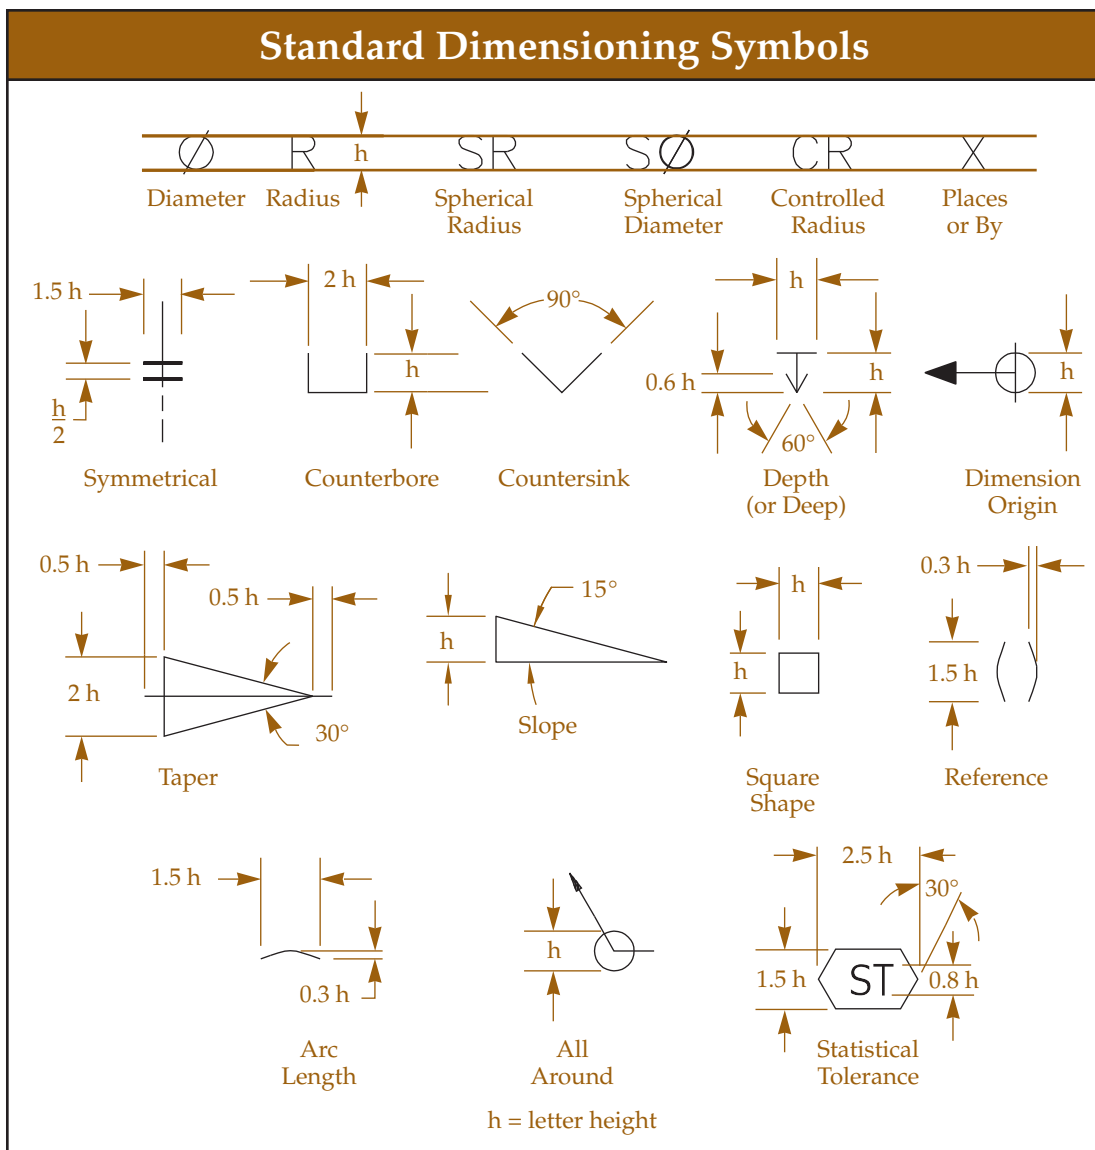 Standard Dimensioning Symbols
Ø R h SR SØ CR X
Diameter Radius Spherical Radius Spherical Diameter Controlled Radius Places or By
1.5 h
h
2
Symmetrical
2 h
h
Counterbore
90°
Countersink
h
0.6 h
h
60°
Depth
(or Deep)
h
Dimension
Origin
0.5 h
0.5 h
2 h
30°
Taper
15°
h
Slope
h
h
Square
Shape
0.3 h
1.5 h
Reference
1.5 h
0.3 h
Arc
Length
h
All
Around
2.5 h
30°
1.5 h
ST
0.8 h
Statistical
Tolerance
h = letter height